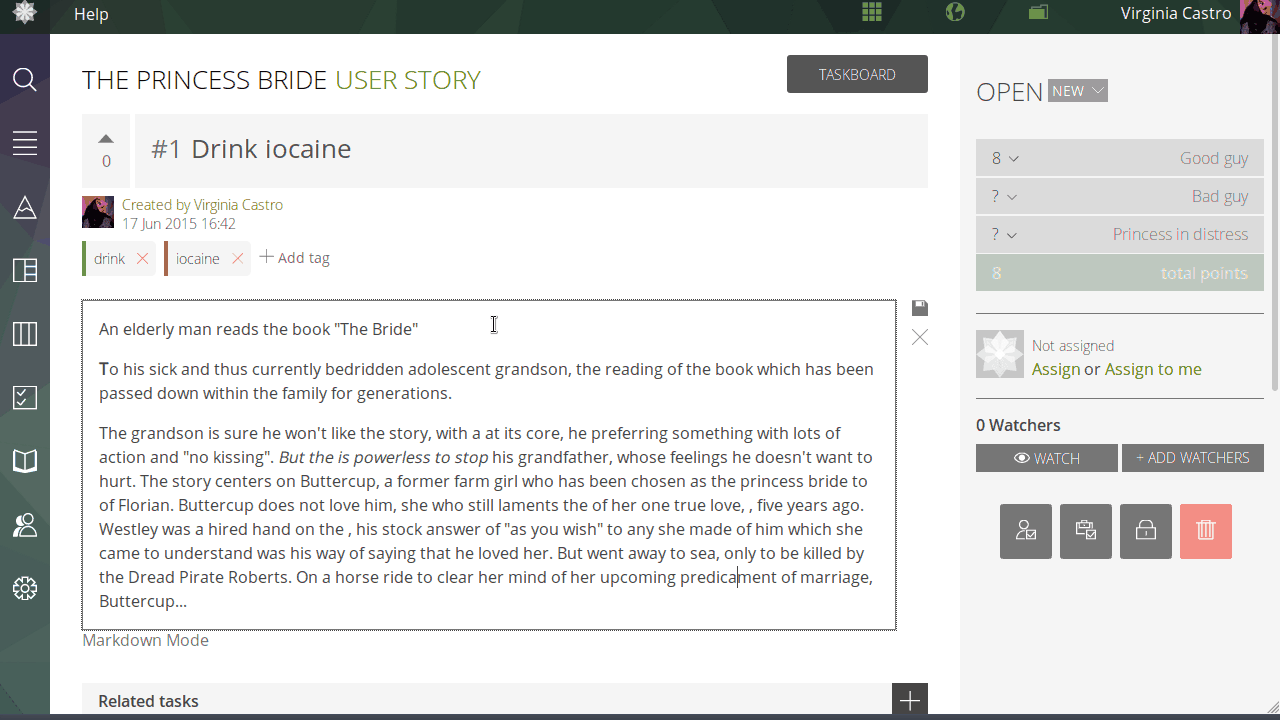 Help
Virginia Castro
THE PRINCESS BRIDE USER STORY
TASKBOARD
0
#1 Drink iocaine
Created by Virginia Castro
17 Jun 2015 16:42
drink
iocaine
Add tag
An elderly man reads the book "The Bride"
To his sick and thus currently bedridden adolescent grandson, the reading of the book which has been
passed down within the family for generations.
The grandson is sure he won't like the story, with a at its core, he preferring something with lots of
action and "no kissing". But the is powerless to stop his grandfather, whose feelings he doesn't want to
hurt. The story centers on Buttercup, a former farm girl who has been chosen as the princess bride to
of Florian. Buttercup does not love him, she who still laments the of her one true love, , five years ago.
Westley was a hired hand on the , his stock answer of "as you wish" to any she made of him which she
came to understand was his way of saying that he loved her. But went away to sea, only to be killed by
the Dread Pirate Roberts. On a horse ride to clear her mind of her upcoming predicament of marriage,
Buttercup...
Markdown Mode
Related tasks
OPEN NEW
8 Good guy
? Bad guy
? Princess in distress
8 total points
Not assigned
Assign or Assign to me
0 Watchers
WATCH
+ ADD WATCHERS